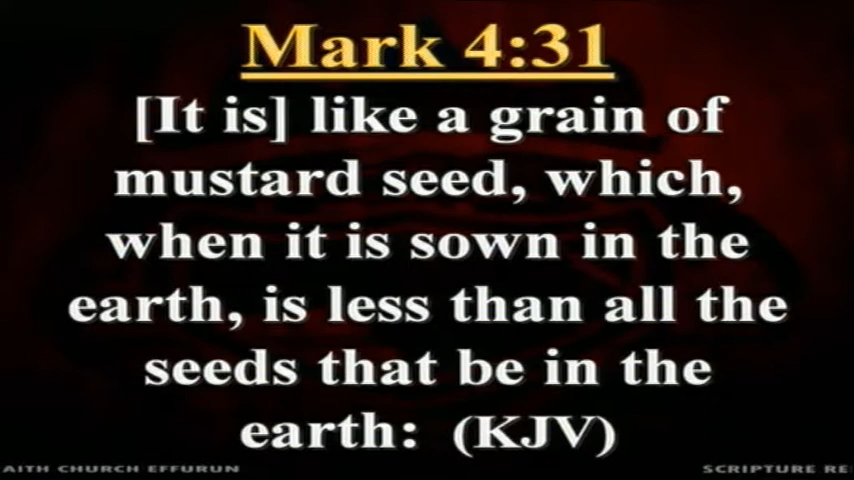 Mark 4:31
[It is] like a grain of
mustard seed, which,
when it is sown in the
earth, is less than all the
seeds that be in the
earth: (KJV)
AITH CHURCH EFFURUN
SCRIPTURE RE